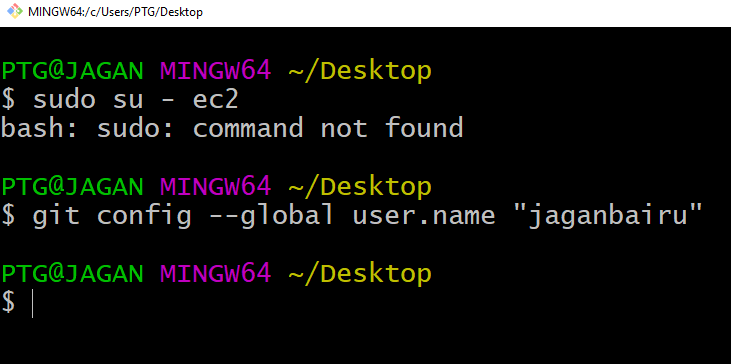 MINGW64:/c/Users/PTG/Desktop
PTG@JAGAN MINGW64 ~/Desktop
$ sudo su - ec2
bash: sudo: command not found
PTG@JAGAN MINGW64 ~/Desktop
$ git config --global user.name "jaganbairu"
PTG@JAGAN MINGW64 ~/Desktop
$